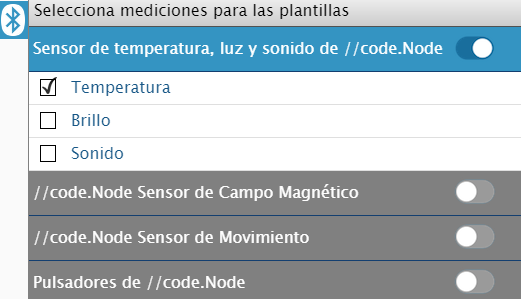 Selecciona mediciones para las plantillas
Sensor de temperatura, luz y sonido de //code.Node
Temperatura
Brillo
Sonido
//code.Node Sensor de Campo Magnético
//code.Node Sensor de Movimiento
Pulsadores de //code.Node